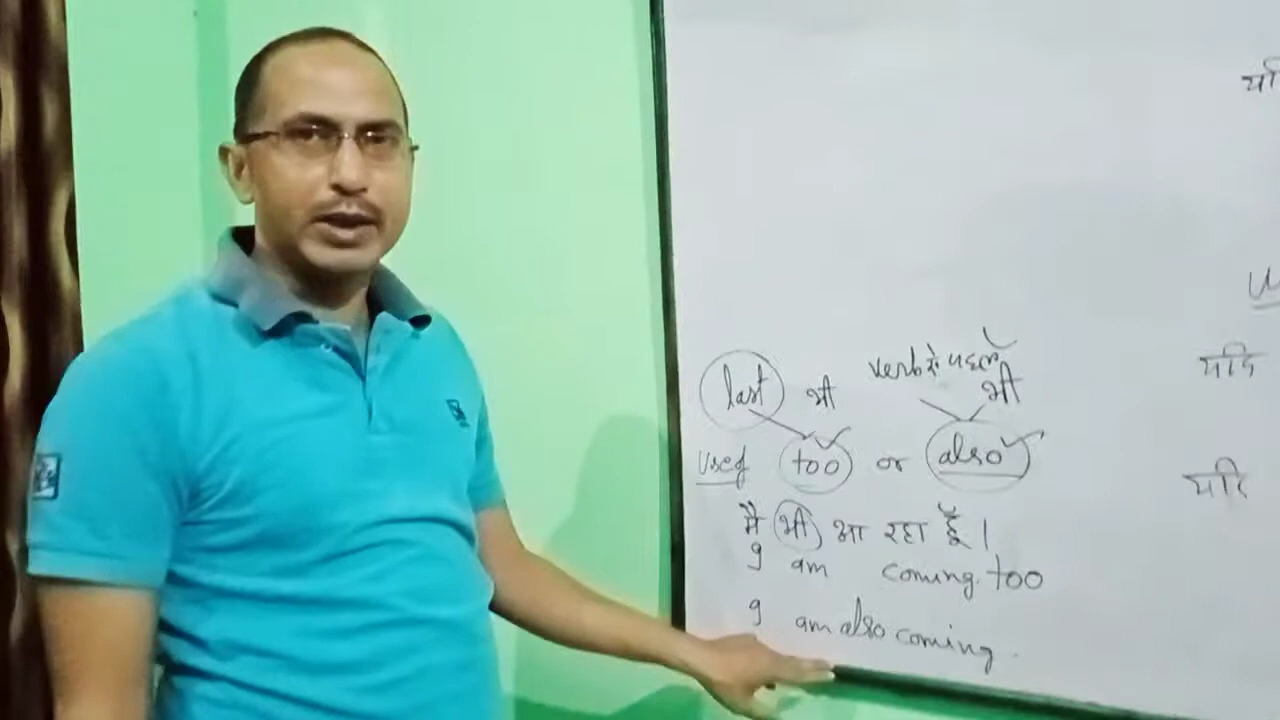 यदि
last भी verb से पहले भी
used too or also
यदि
मै भी आ रहा हूँ।
I am coming too
I am also coming.